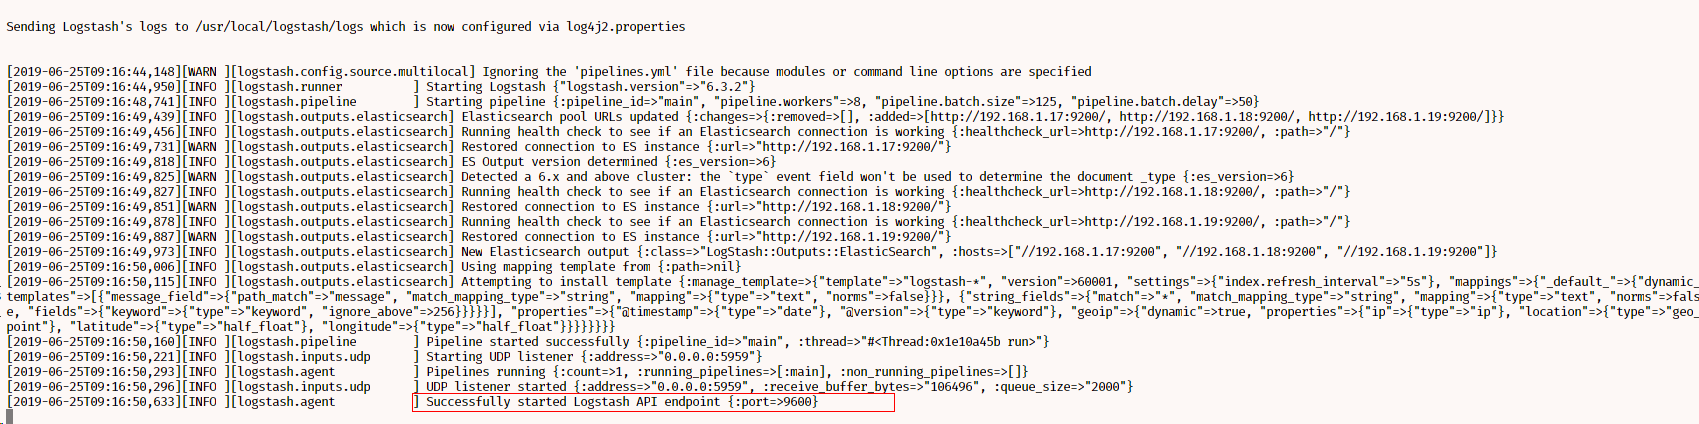 Sending Logstash's logs to /usr/local/logstash/logs which is now configured via log4j2.properties
[2019-06-25T09:16:44,148][WARN ][logstash.config.source.multilocal] Ignoring the 'pipelines.yml' file because modules or command line options are specified
[2019-06-25T09:16:44,950][INFO ][logstash.runner          ] Starting Logstash {"logstash.version"=>"6.3.2"}
[2019-06-25T09:16:48,741][INFO ][logstash.pipeline        ] Starting pipeline {:pipeline_id=>"main", "pipeline.workers"=>8, "pipeline.batch.size"=>125, "pipeline.batch.delay"=>50}
[2019-06-25T09:16:49,439][INFO ][logstash.outputs.elasticsearch] Elasticsearch pool URLs updated {:changes=>{:removed=>[], :added=>[http://192.168.1.17:9200/, http://192.168.1.18:9200/, http://192.168.1.19:9200/]}}
[2019-06-25T09:16:49,456][INFO ][logstash.outputs.elasticsearch] Running health check to see if an Elasticsearch connection is working {:healthcheck_url=>http://192.168.1.17:9200/, :path=>"/"}
[2019-06-25T09:16:49,731][WARN ][logstash.outputs.elasticsearch] Restored connection to ES instance {:url=>"http://192.168.1.17:9200/"}
[2019-06-25T09:16:49,818][INFO ][logstash.outputs.elasticsearch] ES Output version determined {:es_version=>6}
[2019-06-25T09:16:49,825][WARN ][logstash.outputs.elasticsearch] Detected a 6.x and above cluster: the `type` event field won't be used to determine the document _type {:es_version=>6}
[2019-06-25T09:16:49,827][INFO ][logstash.outputs.elasticsearch] Running health check to see if an Elasticsearch connection is working {:healthcheck_url=>http://192.168.1.18:9200/, :path=>"/"}
[2019-06-25T09:16:49,851][WARN ][logstash.outputs.elasticsearch] Restored connection to ES instance {:url=>"http://192.168.1.18:9200/"}
[2019-06-25T09:16:49,878][INFO ][logstash.outputs.elasticsearch] Running health check to see if an Elasticsearch connection is working {:healthcheck_url=>http://192.168.1.19:9200/, :path=>"/"}
[2019-06-25T09:16:49,887][WARN ][logstash.outputs.elasticsearch] Restored connection to ES instance {:url=>"http://192.168.1.19:9200/"}
[2019-06-25T09:16:49,973][INFO ][logstash.outputs.elasticsearch] New Elasticsearch output {:class=>"LogStash::Outputs::ElasticSearch", :hosts=>["//192.168.1.17:9200", "//192.168.1.18:9200", "//192.168.1.19:9200"]}
[2019-06-25T09:16:50,006][INFO ][logstash.outputs.elasticsearch] Using mapping template from {:path=>nil}
[2019-06-25T09:16:50,115][INFO ][logstash.outputs.elasticsearch] Attempting to install template {:manage_template=>{"template"=>"logstash-*", "version"=>60001, "settings"=>{"index.refresh_interval"=>"5s"}, "mappings"=>{"_default_"=>{"dynamic_
templates"=>[{"message_field"=>{"path_match"=>"message", "match_mapping_type"=>"string", "mapping"=>{"type"=>"text", "norms"=>false}}}, {"string_fields"=>{"match"=>"*", "match_mapping_type"=>"string", "mapping"=>{"type"=>"text", "norms"=>fals
e, "fields"=>{"keyword"=>{"type"=>"keyword", "ignore_above"=>256}}}}}], "properties"=>{"@timestamp"=>{"type"=>"date"}, "@version"=>{"type"=>"keyword"}, "geoip"=>{"dynamic"=>true, "properties"=>{"ip"=>{"type"=>"ip"}, "location"=>{"type"=>"geo_
point"}, "latitude"=>{"type"=>"half_float"}, "longitude"=>{"type"=>"half_float"}}}}}}}}
[2019-06-25T09:16:50,160][INFO ][logstash.pipeline        ] Pipeline started successfully {:pipeline_id=>"main", :thread=>"#<Thread:0x1e10a45b run>"}
[2019-06-25T09:16:50,221][INFO ][logstash.inputs.udp      ] Starting UDP listener {:address=>"0.0.0.0:5959"}
[2019-06-25T09:16:50,293][INFO ][logstash.agent           ] Pipelines running {:count=>1, :running_pipelines=>[:main], :non_running_pipelines=>[]}
[2019-06-25T09:16:50,296][INFO ][logstash.inputs.udp      ] UDP listener started {:address=>"0.0.0.0:5959", :receive_buffer_bytes=>"106496", :queue_size=>"2000"}
[2019-06-25T09:16:50,633][INFO ][logstash.agent           ] Successfully started Logstash API endpoint {:port=>9600}